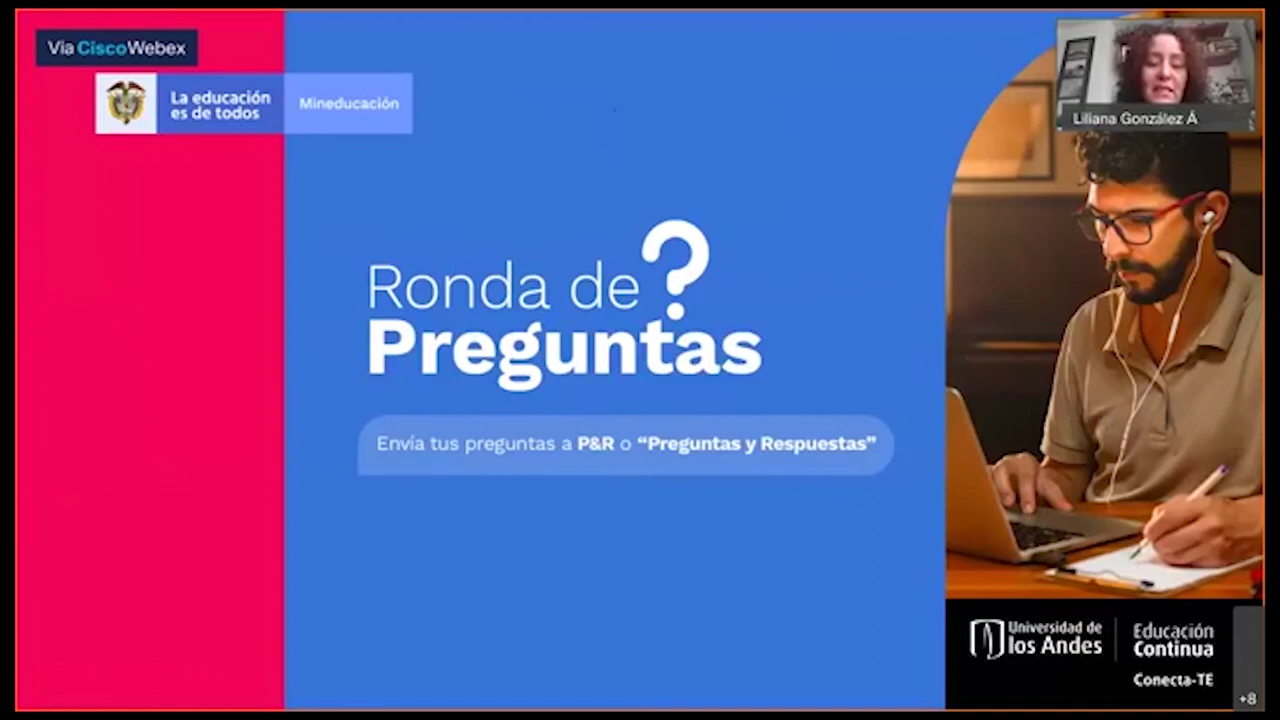 Vía CiscoWebex
La educación
es de todos
Mineducación
Liliana González Á
Ronda de ?
Preguntas
Envía tus preguntas a P&R o “Preguntas y Respuestas”
Universidad de
los Andes
Educación
Continua
Conecta-TE
+8